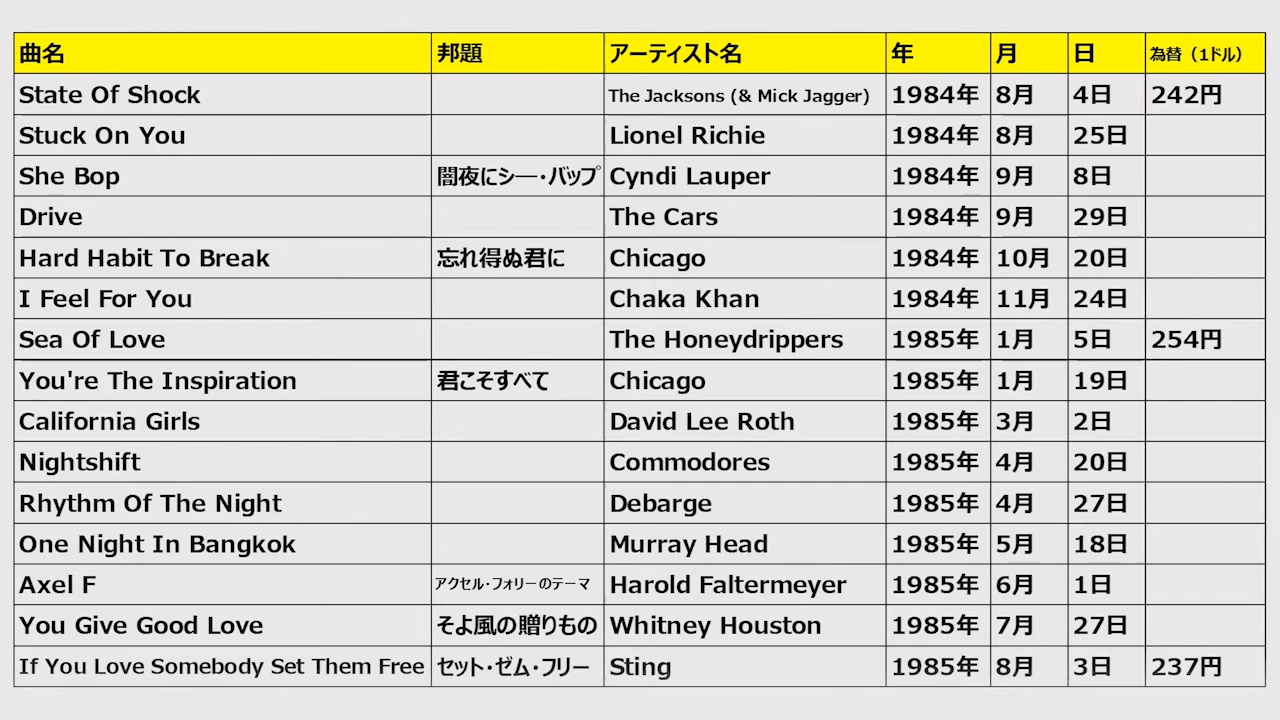 曲名 邦題 アーティスト名 年 月 日 為替（1ドル）
State Of Shock The Jacksons (& Mick Jagger) 1984年 8月 4日 242円
Stuck On You Lionel Richie 1984年 8月 25日
She Bop 闇夜にシー・バップ Cyndi Lauper 1984年 9月 8日
Drive The Cars 1984年 9月 29日
Hard Habit To Break 忘れ得ぬ君に Chicago 1984年 10月 20日
I Feel For You Chaka Khan 1984年 11月 24日
Sea Of Love The Honeydrippers 1985年 1月 5日 254円
You're The Inspiration 君こそすべて Chicago 1985年 1月 19日
California Girls David Lee Roth 1985年 3月 2日
Nightshift Commodores 1985年 4月 20日
Rhythm Of The Night Debarge 1985年 4月 27日
One Night In Bangkok Murray Head 1985年 5月 18日
Axel F アクセル・フォリーのテーマ Harold Faltermeyer 1985年 6月 1日
You Give Good Love そよ風の贈りもの Whitney Houston 1985年 7月 27日
If You Love Somebody Set Them Free セット・ゼム・フリー Sting 1985年 8月 3日 237円